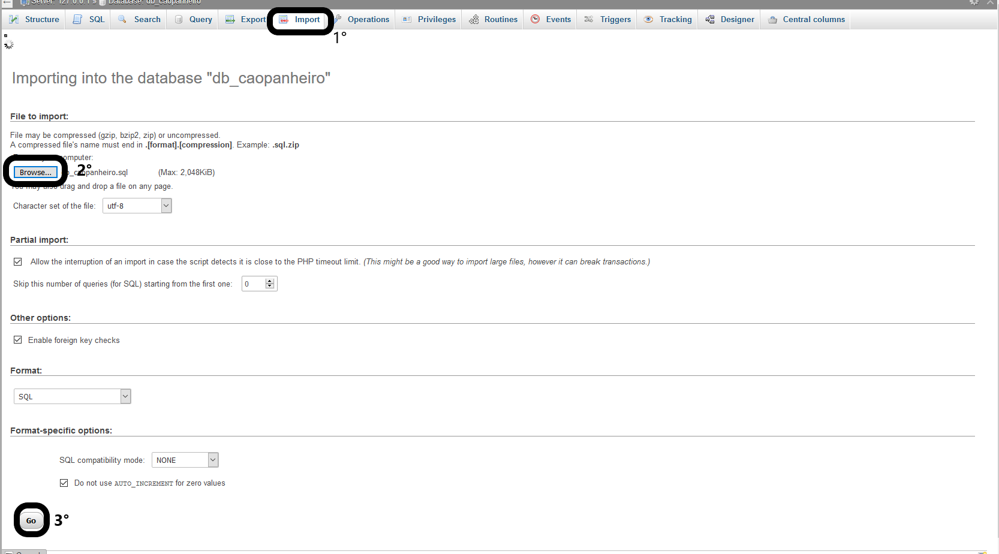 Server: 127.0.0.1 » Database: db_caopanheiro
Structure SQL Search Query Export Import Operations Privileges Routines Events Triggers Tracking Designer Central columns
1°
Importing into the database "db_caopanheiro"
File to import:
File may be compressed (gzip, bzip2, zip) or uncompressed.
A compressed file's name must end in .[format].[compression]. Example: .sql.zip
computer:
Browse... 2° (Max: 2,048KiB)
You may also drag and drop a file on any page.
Character set of the file: utf-8
Partial import:
Allow the interruption of an import in case the script detects it is close to the PHP timeout limit. (This might be a good way to import large files, however it can break transactions.)
Skip this number of queries (for SQL) starting from the first one: 0
Other options:
Enable foreign key checks
Format:
SQL
Format-specific options:
SQL compatibility mode: NONE
Do not use AUTO_INCREMENT for zero values
Go 3°